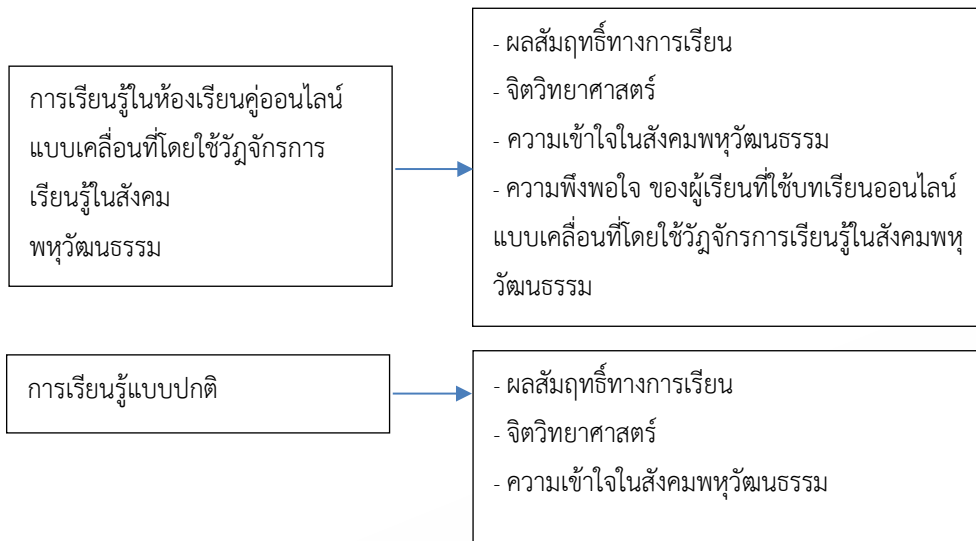 การเรียนรู้ในห้องเรียนคู่ออนไลน์
แบบเคลื่อนที่โดยใช้วัฎจักรการ
เรียนรู้ในสังคม
พหุวัฒนธรรม
- ผลสัมฤทธิ์ทางการเรียน
- จิตวิทยาศาสตร์
- ความเข้าใจในสังคมพหุวัฒนธรรม
- ความพึงพอใจ ของผู้เรียนที่ใช้บทเรียนออนไลน์
แบบเคลื่อนที่โดยใช้วัฎจักรการเรียนรู้ในสังคมพหุ
วัฒนธรรม
การเรียนรู้แบบปกติ
- ผลสัมฤทธิ์ทางการเรียน
- จิตวิทยาศาสตร์
- ความเข้าใจในสังคมพหุวัฒนธรรม